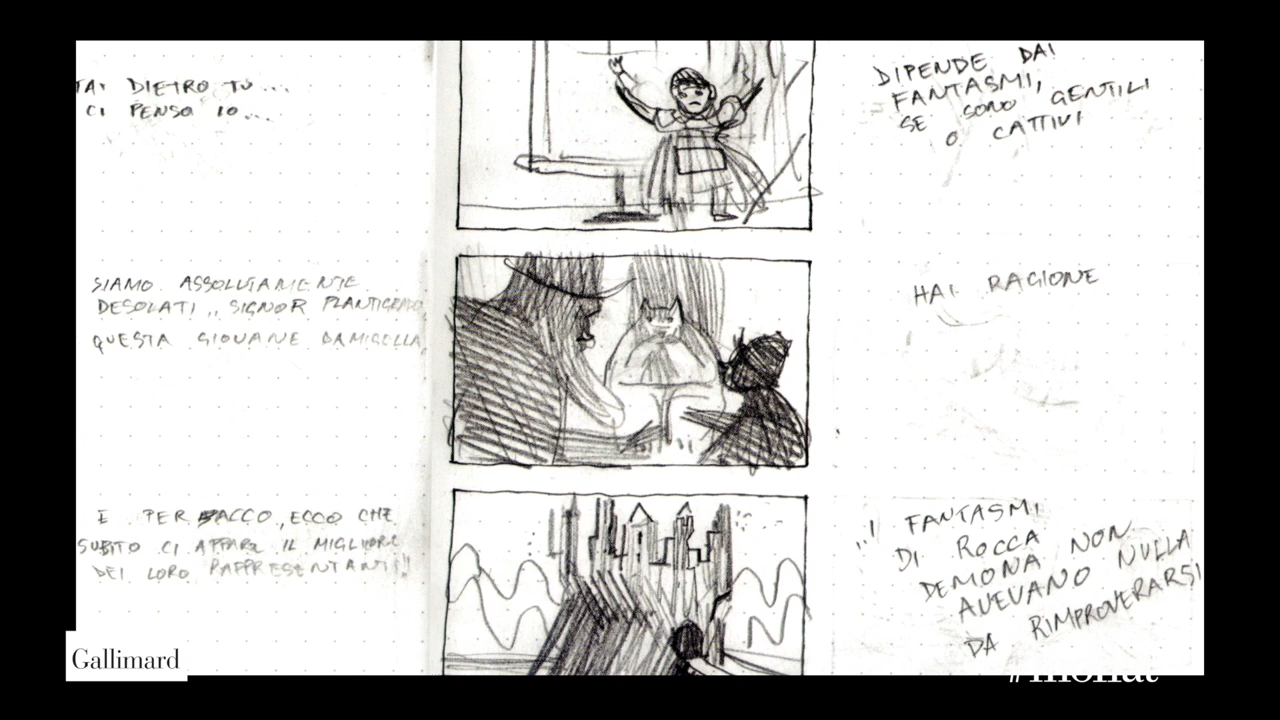 TAI DIETRO TU...
CI PENSO IO...
DIPENDE DAI
FANTASMI,
SE SONO GENTILI
O CATTIVI
SIAMO ASSOLUTAMENTE
DESOLATI, SIGNOR PLANTIGRADO
QUESTA GIOVANE DAMIGELLA
HAI RAGIONE
E PER BACCO, ECCO CHE
SUBITO CI APPARE IL MIGLIORE
DEI LORO RAPPRESENTANTI!!
...I FANTASMI
DI ROCCA
DEMONA NON
AVEVANO NULLA
DA RIMPROVERARSI
Gallimard